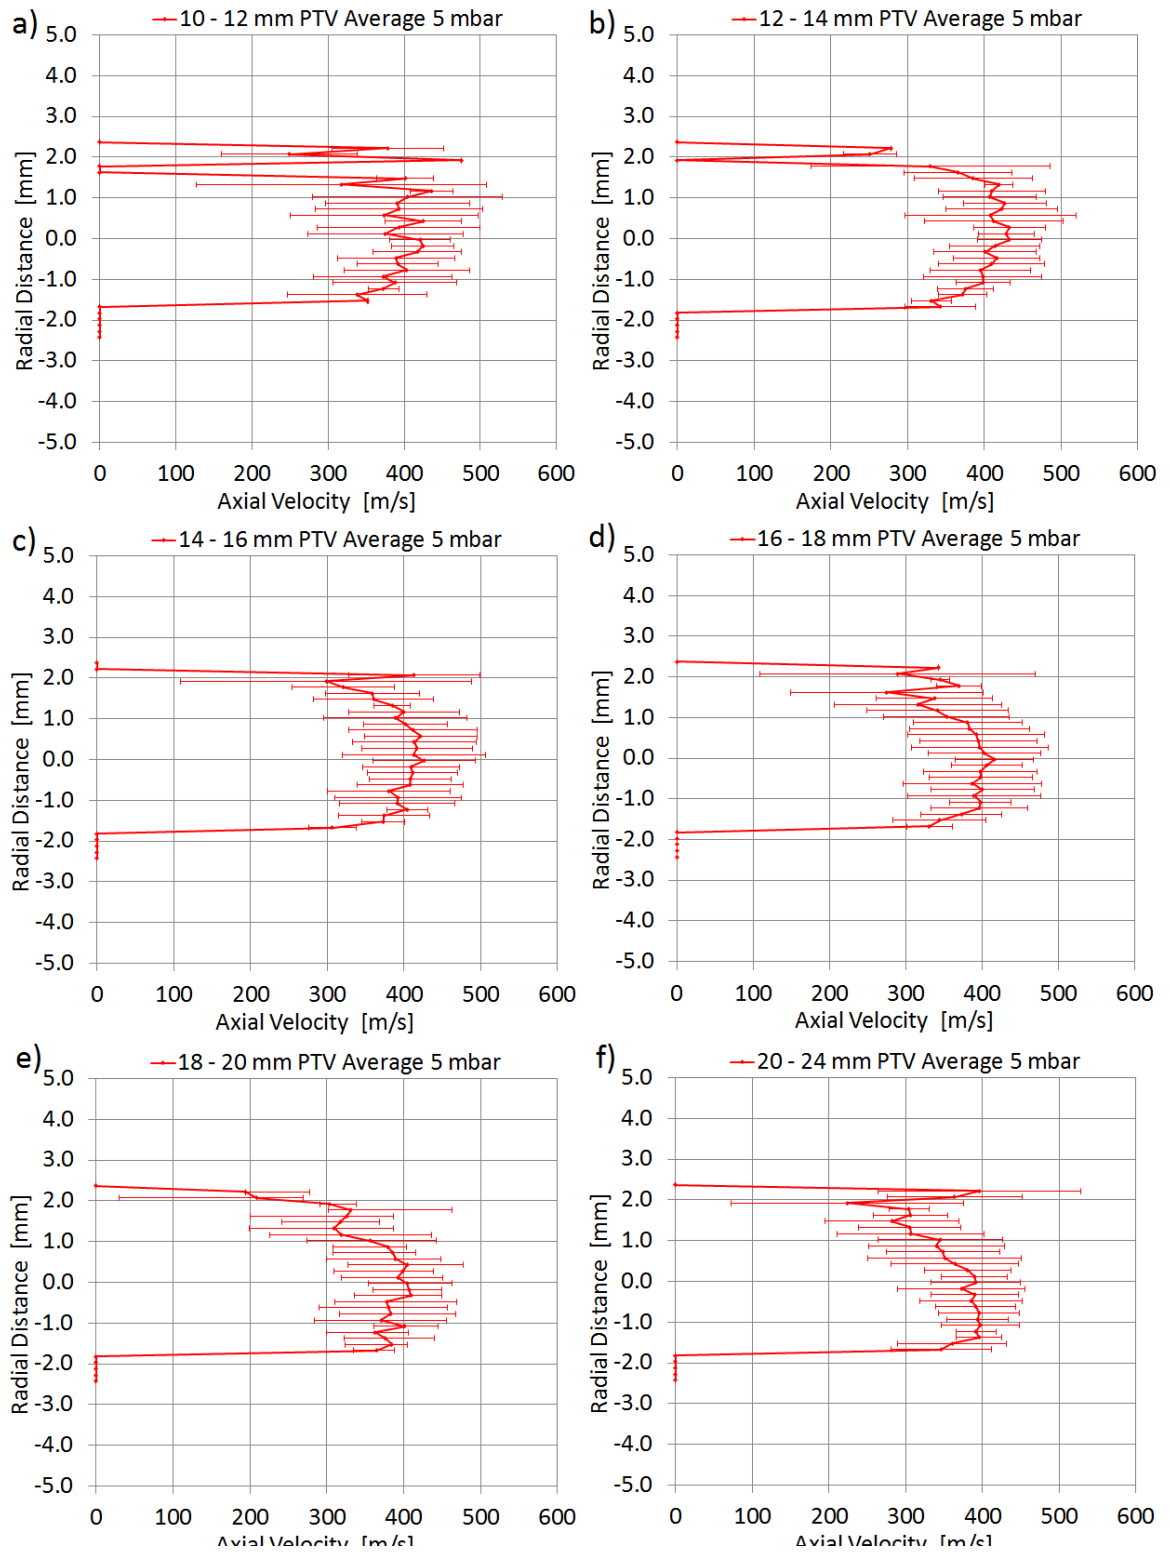 a) 10 - 12 mm PTV Average 5 mbar
5.0
4.0
3.0
2.0
1.0
0.0
-1.0
-2.0
-3.0
-4.0
-5.0
Radial Distance [mm]
0 100 200 300 400 500 600
Axial Velocity [m/s]
b) 12 - 14 mm PTV Average 5 mbar
5.0
4.0
3.0
2.0
1.0
0.0
-1.0
-2.0
-3.0
-4.0
-5.0
Radial Distance [mm]
0 100 200 300 400 500 600
Axial Velocity [m/s]
c) 14 - 16 mm PTV Average 5 mbar
5.0
4.0
3.0
2.0
1.0
0.0
-1.0
-2.0
-3.0
-4.0
-5.0
Radial Distance [mm]
0 100 200 300 400 500 600
Axial Velocity [m/s]
d) 16 - 18 mm PTV Average 5 mbar
5.0
4.0
3.0
2.0
1.0
0.0
-1.0
-2.0
-3.0
-4.0
-5.0
Radial Distance [mm]
0 100 200 300 400 500 600
Axial Velocity [m/s]
e) 18 - 20 mm PTV Average 5 mbar
5.0
4.0
3.0
2.0
1.0
0.0
-1.0
-2.0
-3.0
-4.0
-5.0
Radial Distance [mm]
0 100 200 300 400 500 600
Axial Velocity [m/s]
f) 20 - 24 mm PTV Average 5 mbar
5.0
4.0
3.0
2.0
1.0
0.0
-1.0
-2.0
-3.0
-4.0
-5.0
Radial Distance [mm]
0 100 200 300 400 500 600
Axial Velocity [m/s]